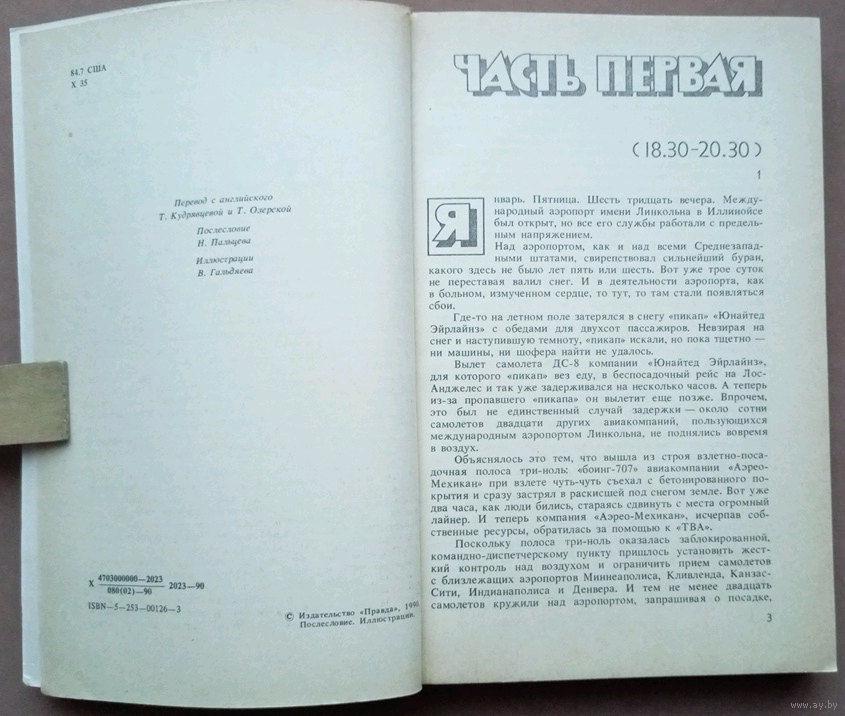 84.7 США
Х 35
Перевод с английского
Т. Кудрявцевой и Т. Озерской
Послесловие
Н. Пальцева
Иллюстрации
В. Гальдяева
Х 4703000000—2023
080(02)—90
2023—90
ISBN—5—253—00126—3
© Издательство «Правда», 1990
Послесловие. Иллюстрации.
ЧАСТЬ ПЕРВАЯ
(18.30-20.30)
1
Январь. Пятница. Шесть тридцать вечера. Между-
народный аэропорт имени Линкольна в Иллинойсе
был открыт, но все его службы работали с предель-
ным напряжением.
Над аэропортом, как и над всеми Среднезапад-
ными штатами, свирепствовал сильнейший буран,
какого здесь не было лет пять или шесть. Вот уже трое суток
не переставая валил снег. И в деятельности аэропорта, как
в больном, измученном сердце, то тут, то там стали появляться
сбои.
Где-то на летном поле затерялся в снегу «пикап» «Юнайтед
Эйрлайнз» с обедами для двухсот пассажиров. Невзирая на
снег и наступившую темноту, «пикап» искали, но пока тщетно —
ни машины, ни шофера найти не удалось.
Вылет самолета ДС-8 компании «Юнайтед Эйрлайнз»,
для которого «пикап» вез еду, в беспосадочный рейс на Лос-
Анджелес и так уже задерживался на несколько часов. А теперь
из-за пропавшего «пикапа» он вылетит еще позже. Впрочем,
это был не единственный случай задержки — около сотни
самолетов двадцати других авиакомпаний, пользующихся
международным аэропортом Линкольна, не поднялись вовремя
в воздух.
Объяснялось это тем, что вышла из строя взлетно-поса-
дочная полоса три-ноль: «боинг-707» авиакомпании «Аэрео-
Мехикан» при взлете чуть-чуть съехал с бетонированного по-
крытия и сразу застрял в раскисшей под снегом земле. Вот уже
два часа, как люди бились, стараясь сдвинуть с места огромный
лайнер. И теперь компания «Аэрео-Мехикан», исчерпав соб-
ственные ресурсы, обратилась за помощью к «ТВА».
Поскольку полоса три-ноль оказалась заблокированной,
командно-диспетчерскому пункту пришлось установить жест-
кий контроль над воздухом и ограничить прием самолетов
с близлежащих аэропортов Миннеаполиса, Кливленда, Канзас-
Сити, Индианаполиса и Денвера. И тем не менее двадцать
самолетов кружили над аэропортом, запрашивая о посадке,
3
www.ay.by